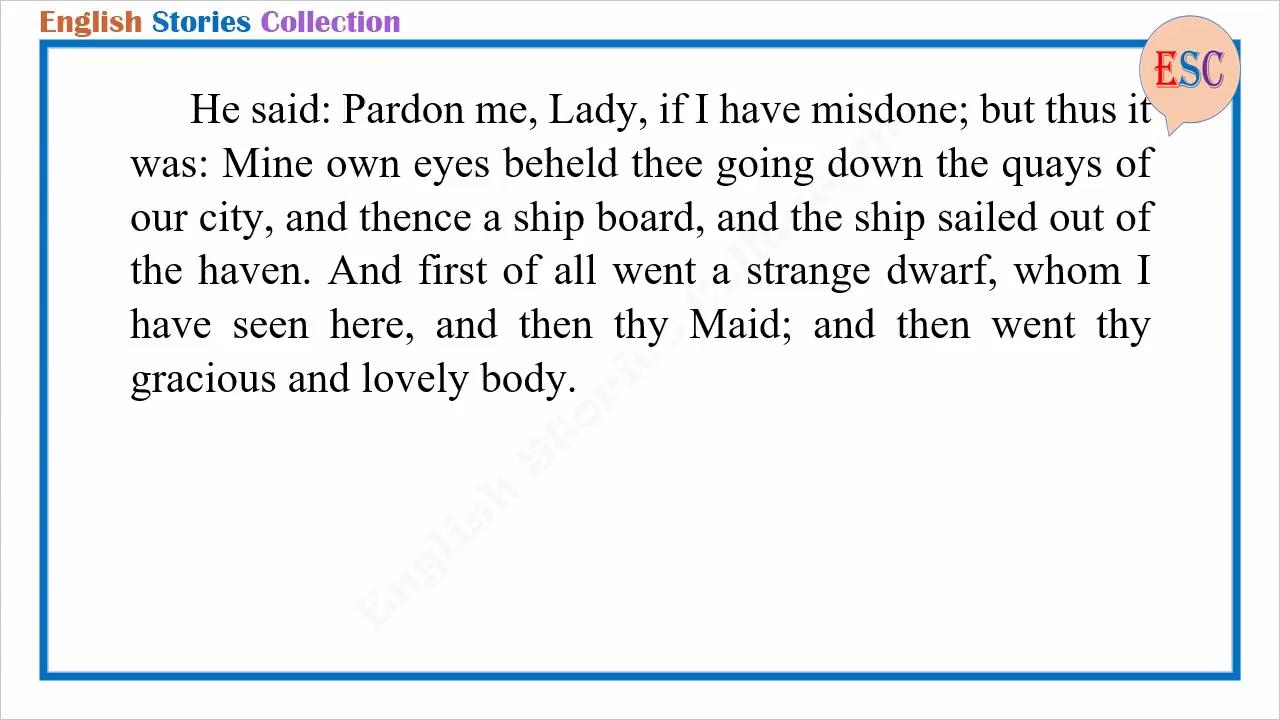 English Stories Collection
ESC
He said: Pardon me, Lady, if I have misdone; but thus it
was: Mine own eyes beheld thee going down the quays of
our city, and thence a ship board, and the ship sailed out of
the haven. And first of all went a strange dwarf, whom I
have seen here, and then thy Maid; and then went thy
gracious and lovely body.
English Stories Collection